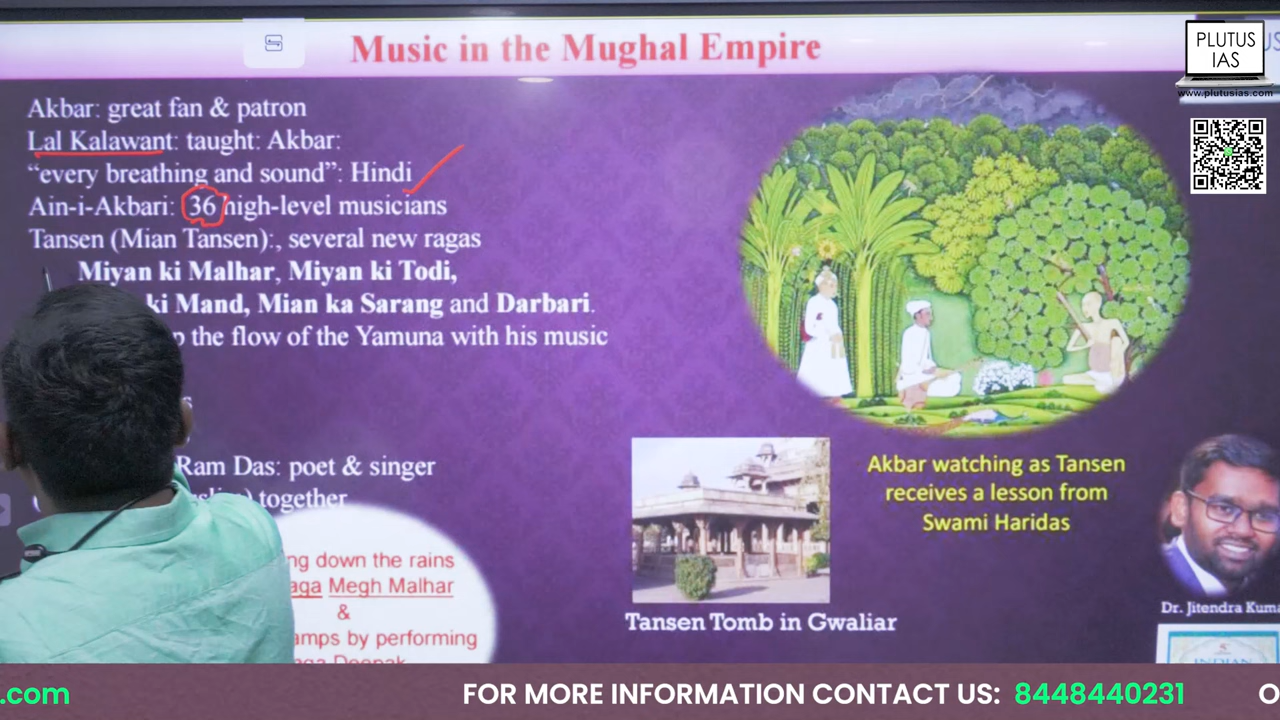 Music in the Mughal Empire
PLUTUS
IAS
www.plutusias.com
Akbar: great fan & patron
Lal Kalawant: taught: Akbar:
“every breathing and sound”: Hindi
Ain-i-Akbari: 36 high-level musicians
Tansen (Mian Tansen):, several new ragas
Miyan ki Malhar, Miyan ki Todi,
ki Mand, Mian ka Sarang and Darbari.
the flow of the Yamuna with his music
Ram Das: poet & singer
together
down the rains
Megh Malhar
&
by performing
Deepak
Akbar watching as Tansen
receives a lesson from
Swami Haridas
Tansen Tomb in Gwaliar
Dr. Jitendra
INDIAN
.com
FOR MORE INFORMATION CONTACT US: 8448440231